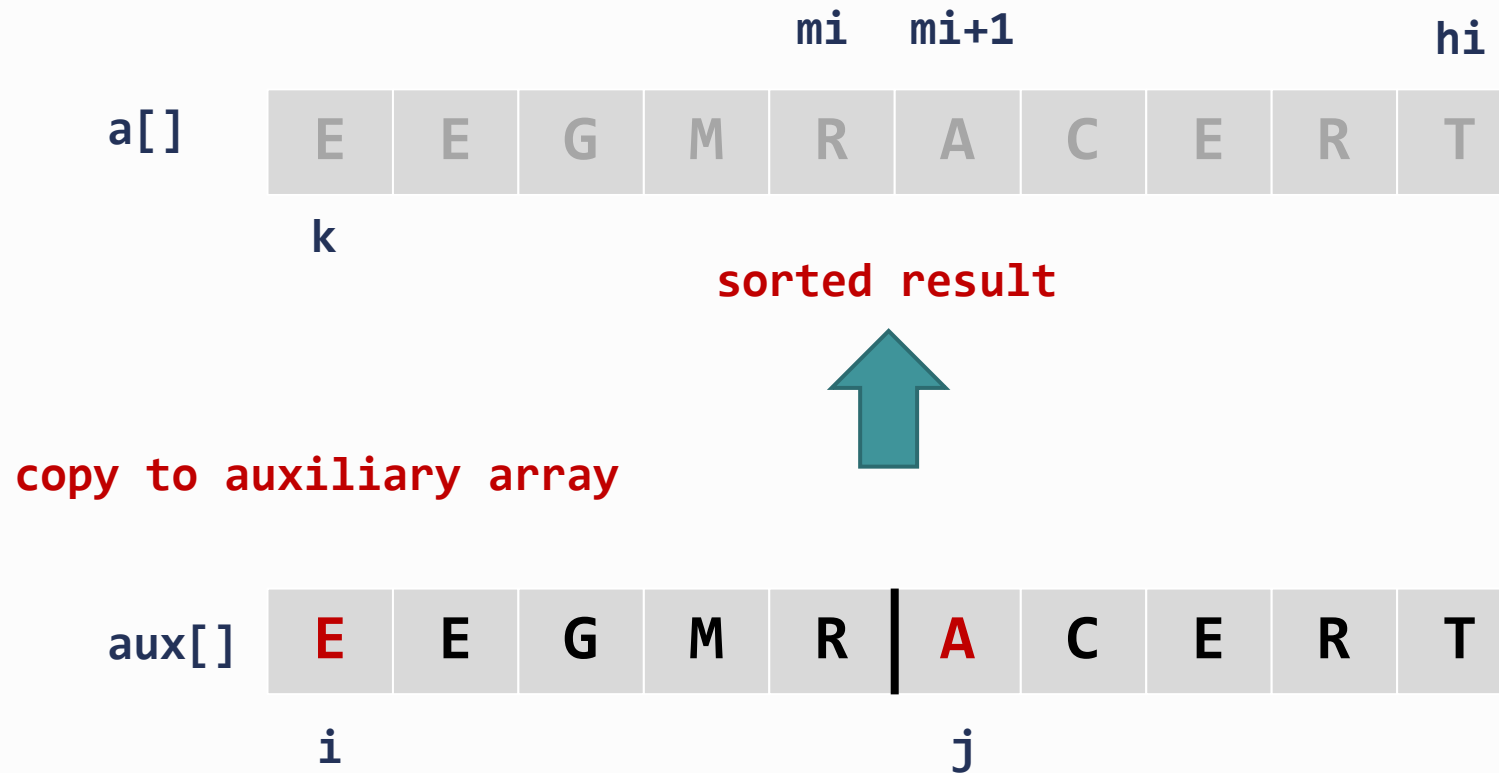 mi mi+1 hi
a[] E E G M R A C E R T
k
sorted result
copy to auxiliary array
aux[] E E G M R A C E R T
i j